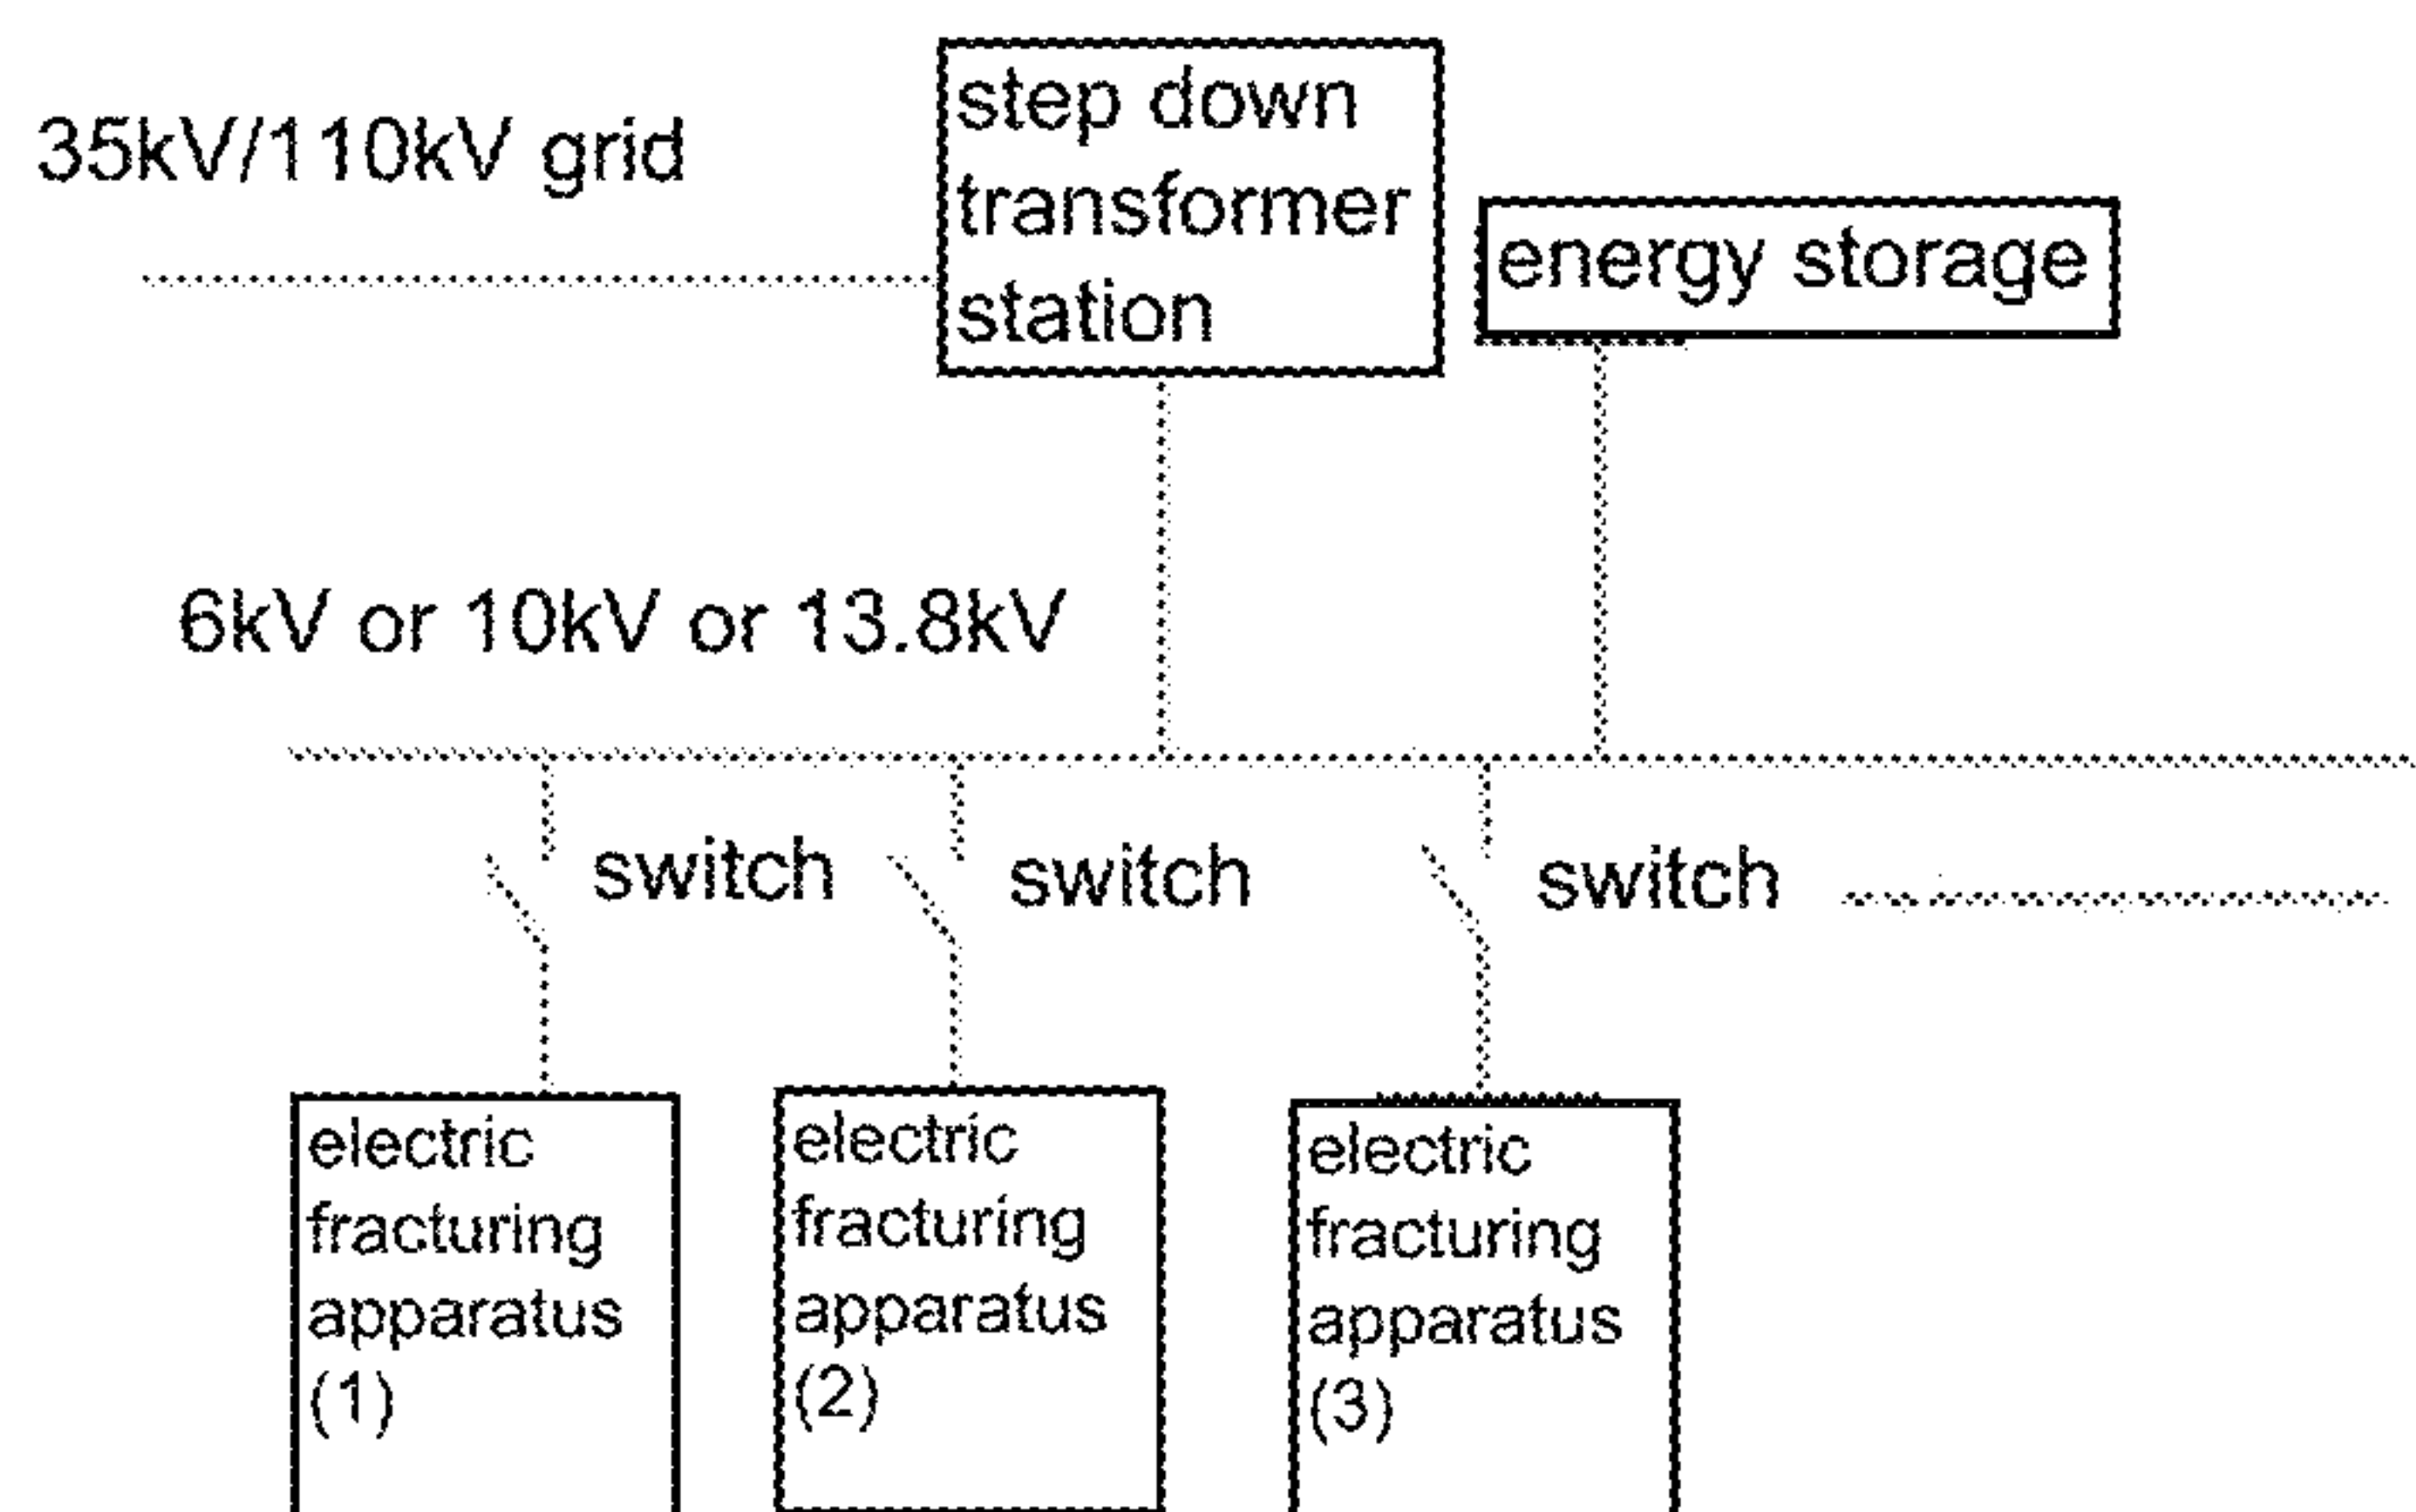 35kV/110kV grid
step down
transformer
station
energy storage
6kV or 10kV or 13.8kV
switch
switch
switch
electric
fracturing
apparatus
(1)
electric
fracturing
apparatus
(2)
electric
fracturing
apparatus
(3)